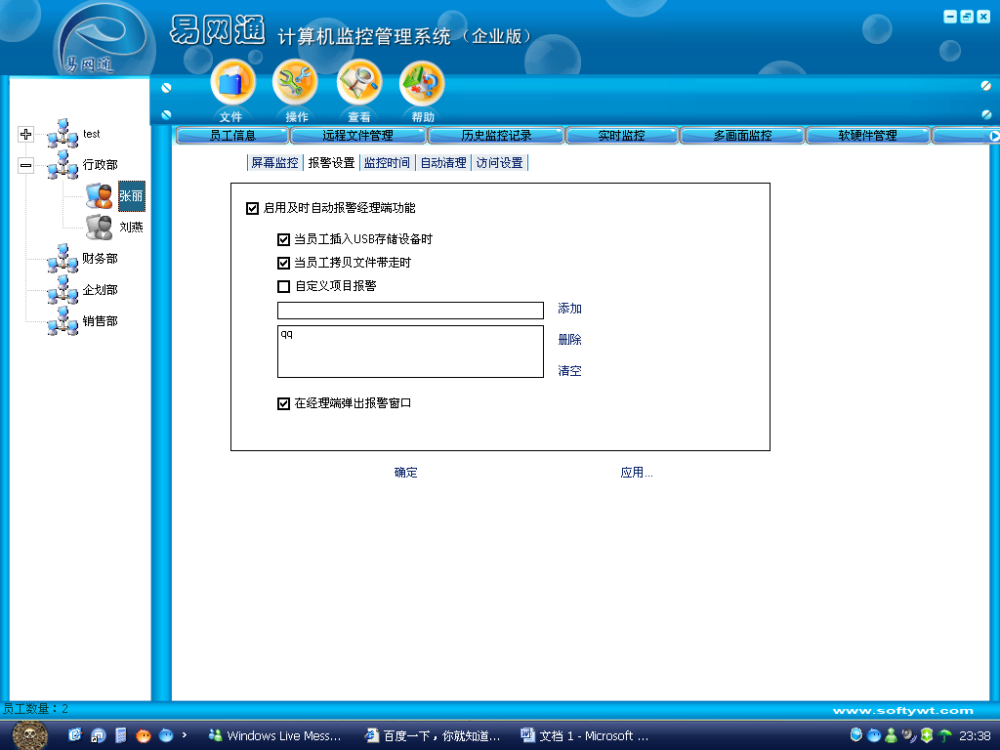 易网通 计算机监控管理系统（企业版）
易网通
文件 操作 查看 帮助
员工信息 远程文件管理 历史监控记录 实时监控 多画面监控 软硬件管理
屏幕监控 报警设置 监控时间 自动清理 访问设置
test
行政部
张丽
刘燕
财务部
企划部
销售部
启用及时自动报警经理端功能
当员工插入USB存储设备时
当员工拷贝文件带走时
自定义项目报警
添加
qq
删除
清空
在经理端弹出报警窗口
确定 应用...
员工数量：2
www.softywt.com
Windows Live Mess... 百度一下，你就知道... 文档 1 - Microsoft ... 23:38